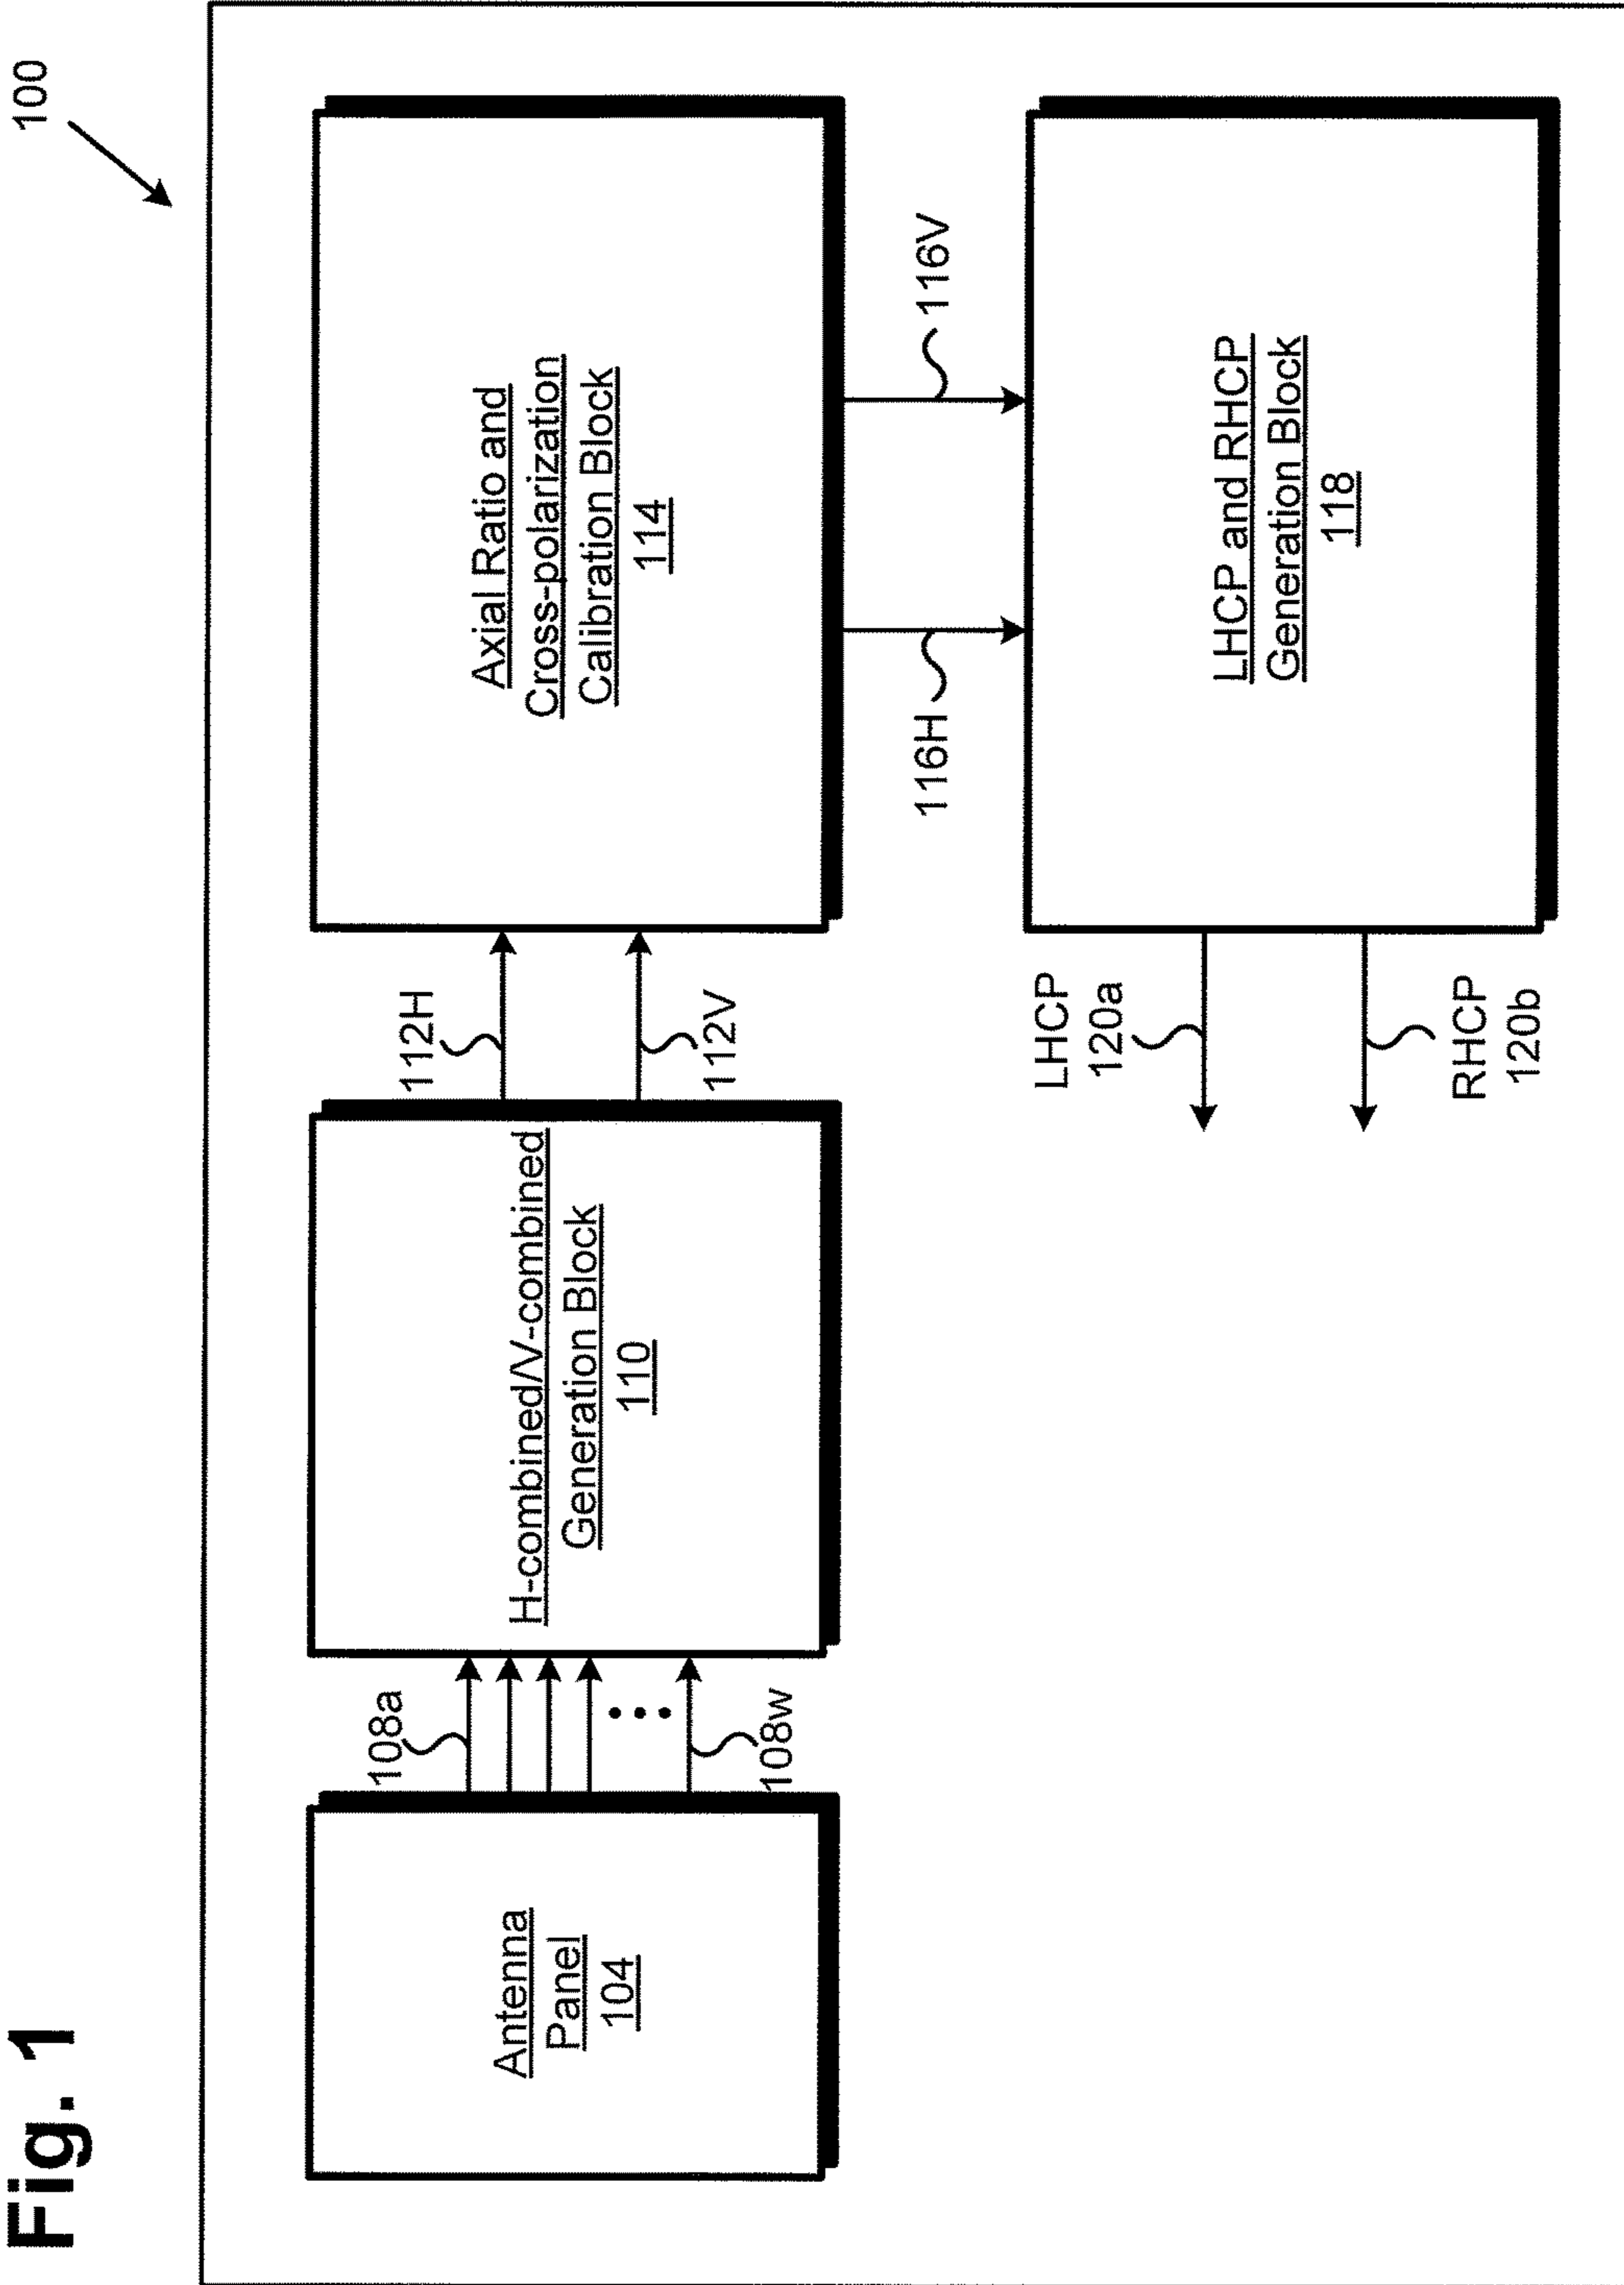 Fig. 1
100
Antenna
Panel
104
108a
108w
H-combined/V-combined
Generation Block
110
112H
112V
Axial Ratio and
Cross-polarization
Calibration Block
114
116H
116V
LHCP and RHCP
Generation Block
118
LHCP
120a
RHCP
120b